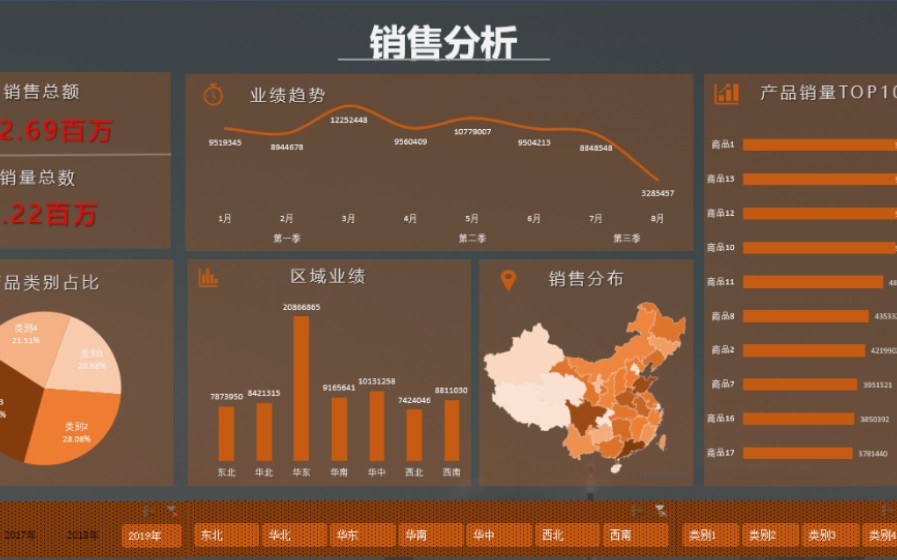 销售分析
销售总额
2.69百万
销量总数
.22百万
业绩趋势
9519345
8944678
12252448
9560409
10779007
9504213
8848548
3285457
1月 2月 3月 4月 5月 6月 7月 8月
第一季 第二季 第三季
产品销量TOP10
商品1
商品13
商品12
商品10
商品11
商品8
商品2 4219903
商品7 3951521
商品16 3850392
商品17 3781440
品类别占比
类别4
21.51%
类别2
28.08%
区域业绩
7873950 8421315 20866865 9165641 10131258 7424046 8811030
东北 华北 华东 华南 华中 西北 西南
销售分布
2017年 2018年 2019年
东北 华北 华东 华南 华中 西北 西南
类别1 类别2 类别3 类别4